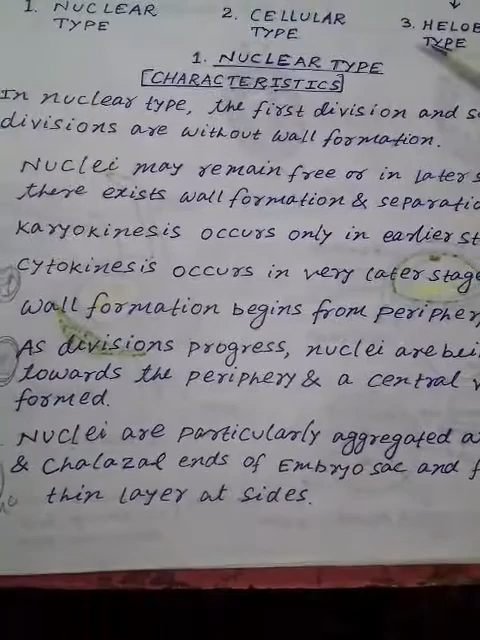 1. NUCLEAR TYPE
2. CELLULAR TYPE
3. HELOB
TYPE
1. NUCLEAR TYPE
[CHARACTERISTICS]
In nuclear type, the first division and s
divisions are without wall formation.
Nuclei may remain free or in later s
there exists wall formation & separatio
Karyokinesis occurs only in earlier st
Cytokinesis occurs in very later stage
Wall formation begins from peripher
As divisions progress, nuclei are bei
towards the periphery & a central v
formed.
Nuclei are particularly aggregated a
& chalazal ends of Embryo sac and f
thin layer at sides.